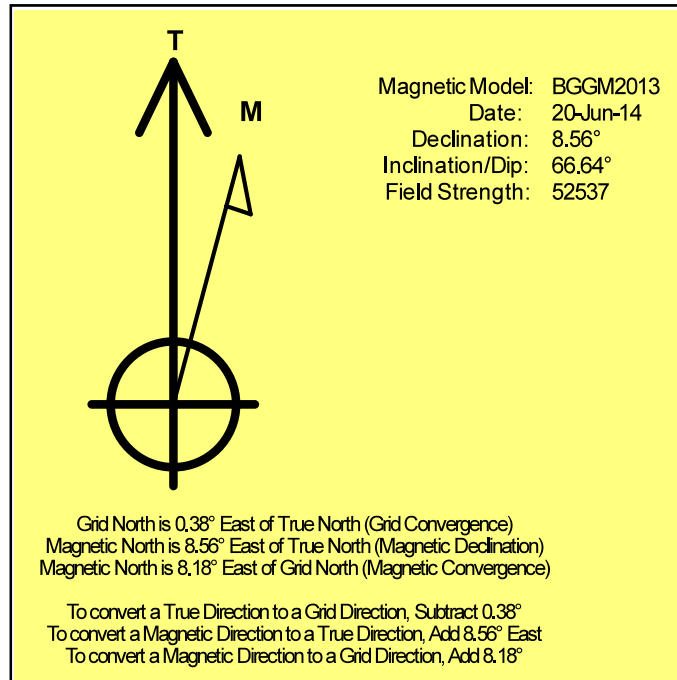 T
M
Magnetic Model: BGGM2013
Date: 20-Jun-14
Declination: 8.56°
Inclination/Dip: 66.64°
Field Strength: 52537
Grid North is 0.38° East of True North (Grid Convergence)
Magnetic North is 8.56° East of True North (Magnetic Declination)
Magnetic North is 8.18° East of Grid North (Magnetic Convergence)
To convert a True Direction to a Grid Direction, Subtract 0.38°
To convert a Magnetic Direction to a True Direction, Add 8.56° East
To convert a Magnetic Direction to a Grid Direction, Add 8.18°